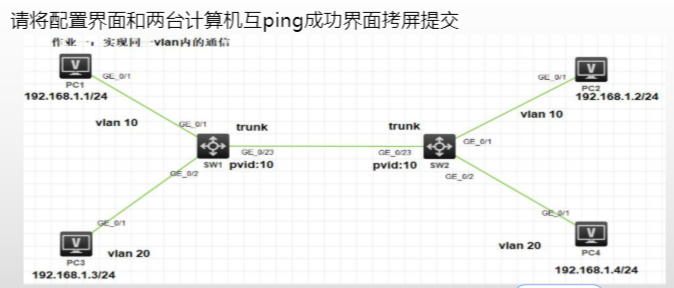 请将配置界面和两台计算机互ping成功界面拷屏提交
作业一：实现同一vlan内的通信
PC1
GE_0/1
192.168.1.1/24
vlan 10
GE_0/1
trunk
GE_0/23
SW1
pvid:10
GE_0/2
trunk
GE_0/23
pvid:10
SW2
GE_0/1
GE_0/2
GE_0/1
PC2
192.168.1.2/24
vlan 10
GE_0/1
PC3
vlan 20
192.168.1.3/24
GE_0/1
vlan 20
PC4
192.168.1.4/24